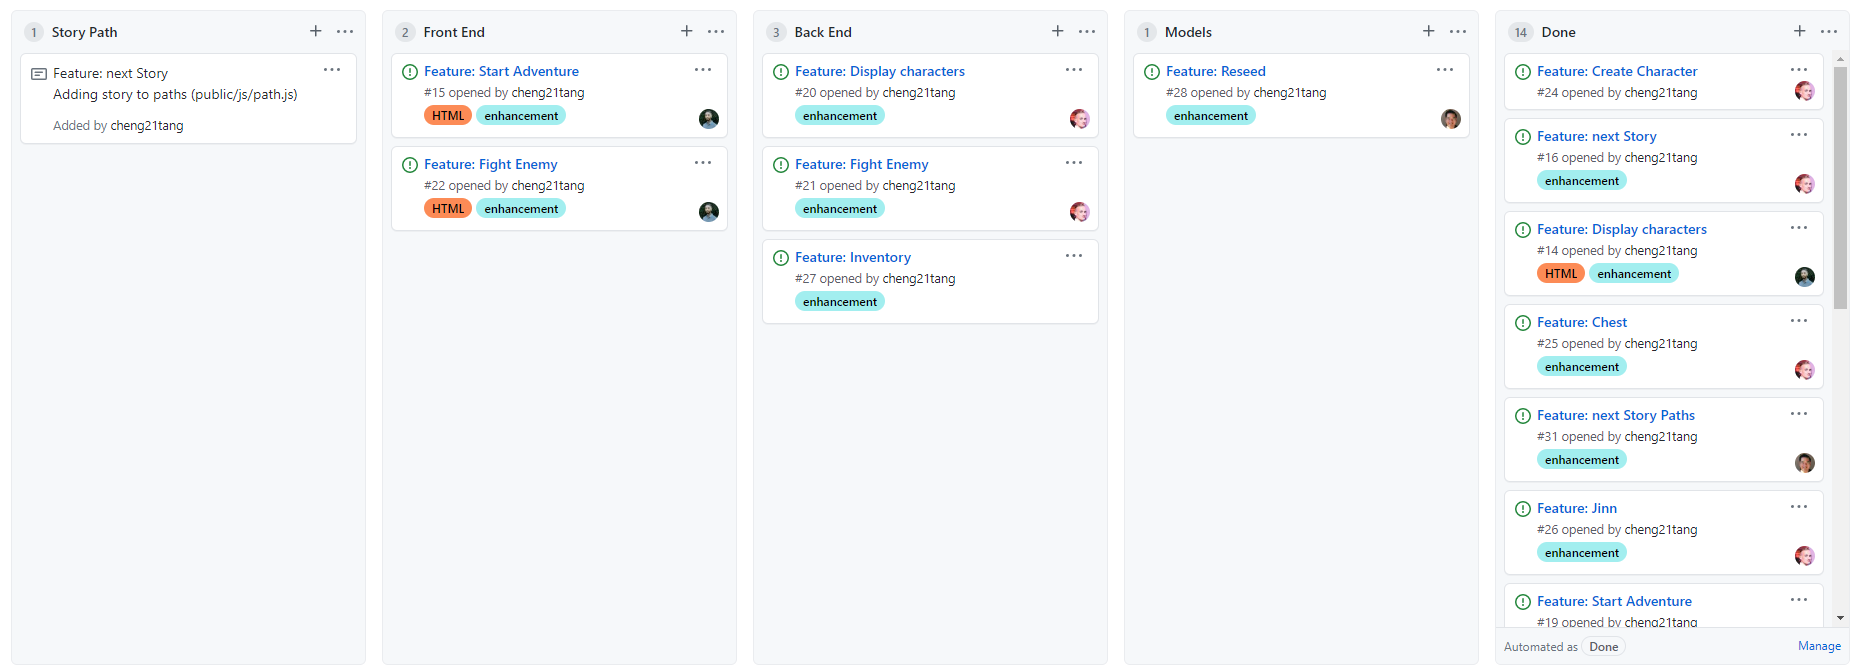 1 Story Path
Feature: next Story
Adding story to paths (public/js/path.js)
Added by cheng21tang
2 Front End
Feature: Start Adventure
#15 opened by cheng21tang
HTML enhancement
Feature: Fight Enemy
#22 opened by cheng21tang
HTML enhancement
3 Back End
Feature: Display characters
#20 opened by cheng21tang
enhancement
Feature: Fight Enemy
#21 opened by cheng21tang
enhancement
Feature: Inventory
#27 opened by cheng21tang
enhancement
1 Models
Feature: Reseed
#28 opened by cheng21tang
enhancement
14 Done
Feature: Create Character
#24 opened by cheng21tang
Feature: next Story
#16 opened by cheng21tang
enhancement
Feature: Display characters
#14 opened by cheng21tang
HTML enhancement
Feature: Chest
#25 opened by cheng21tang
enhancement
Feature: next Story Paths
#31 opened by cheng21tang
enhancement
Feature: Jinn
#26 opened by cheng21tang
enhancement
Feature: Start Adventure
#19 opened by cheng21tang
Automated as Done Manage